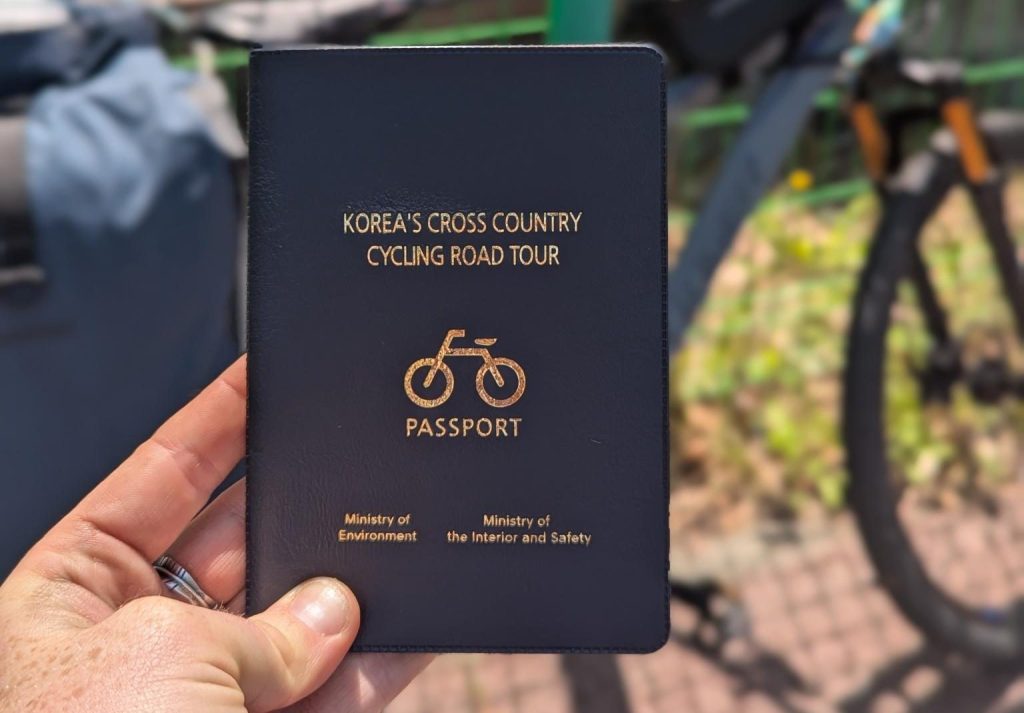 KOREA'S CROSS COUNTRY
CYCLING ROAD TOUR
PASSPORT
Ministry of
Environment
Ministry of
the Interior and Safety